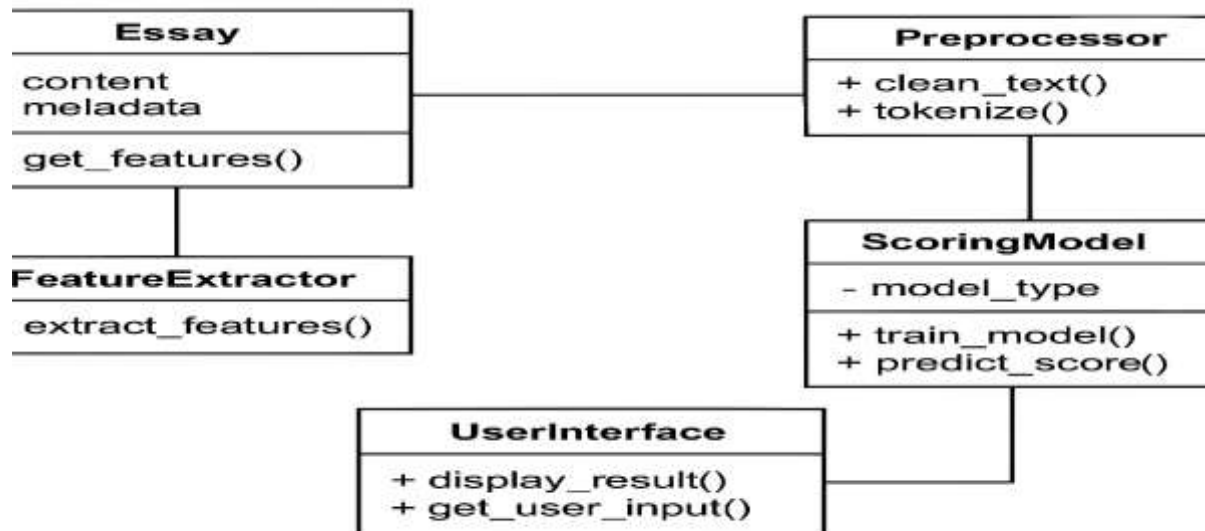 Essay
content
meladata
get_features()
FeatureExtractor
extract_features()
Preprocessor
+ clean_text()
+ tokenize()
ScoringModel
- model_type
+ train_model()
+ predict_score()
UserInterface
+ display_result()
+ get_user_input()